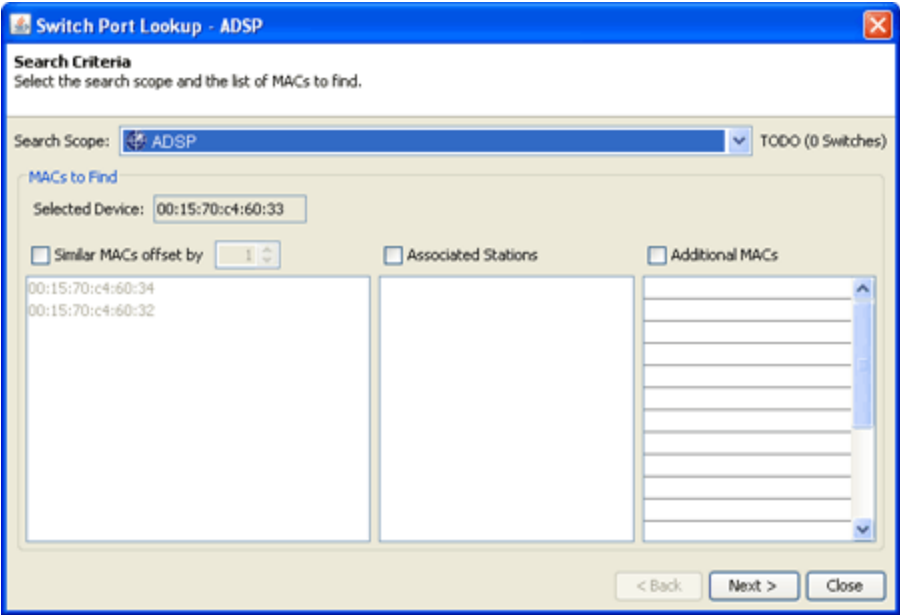 Switch Port Lookup - ADSP
Search Criteria
Select the search scope and the list of MACs to find.
Search Scope: ADSP TODO (0 Switches)
MACs to Find
Selected Device: 00:15:70:c4:60:33
Similar MACs offset by 1 Associated Stations Additional MACs
00:15:70:c4:60:34
00:15:70:c4:60:32
< Back Next > Close